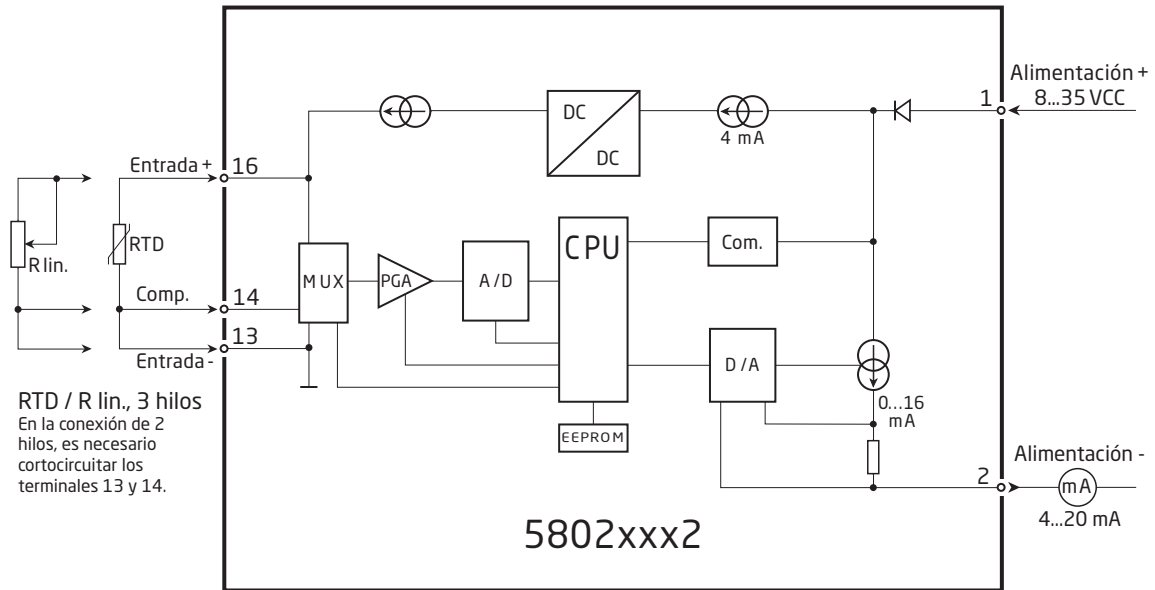 Alimentación +
8...35 VCC
1
DC
DC
4 mA
Entrada +
16
RTD
R lin.
CPU
Com.
MUX
PGA
A/D
Comp.
14
13
Entrada -
D/A
RTD / R lin., 3 hilos
En la conexión de 2
hilos, es necesario
cortocircuitar los
terminales 13 y 14.
0...16
mA
EEPROM
Alimentación -
2
mA
4...20 mA
5802xxx2